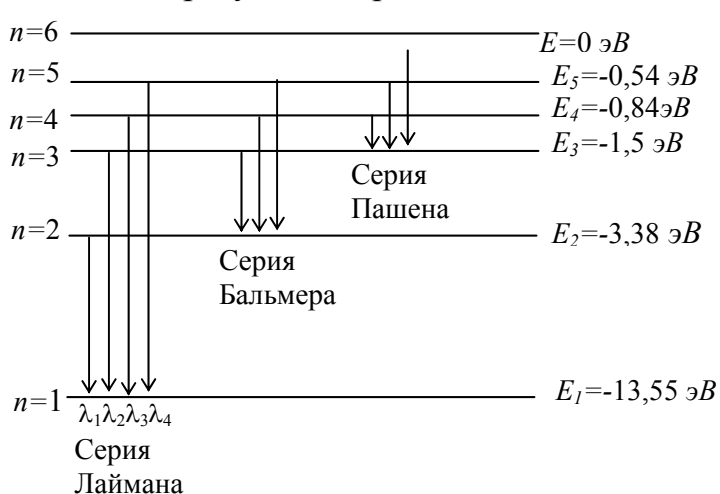 n=6
E=0 эВ
n=5
E₅=-0,54 эВ
n=4
E₄=-0,84эВ
n=3
E₃=-1,5 эВ
Серия
Пашена
n=2
E₂=-3,38 эВ
Серия
Бальмера
n=1
E₁=-13,55 эВ
λ₁λ₂λ₃λ₄
Серия
Лаймана